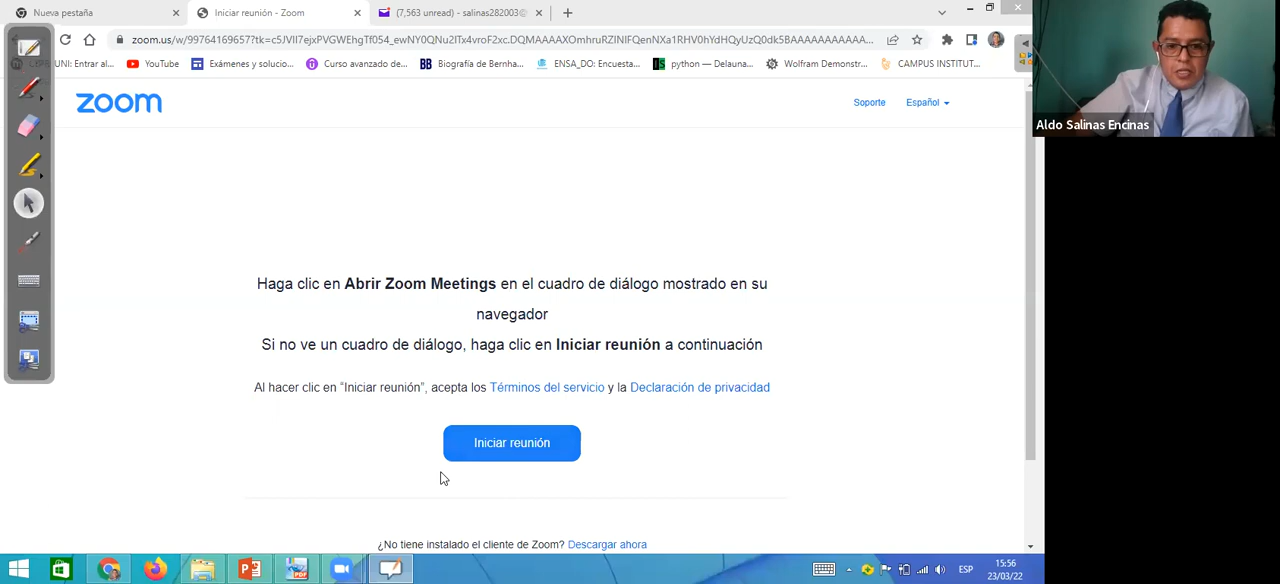 Nueva pestaña
Iniciar reunión - Zoom
(7,563 unread) - salinas282003@
zoom.us/w/99764169657?tk=c5JVII7ejxPVGWEhgTf054_ewNY0QNu2ITx4vroF2xc.DQMAAAAXOmhruRZINlFQenNXa1RHV0hYdHQyUzQ0dk5BAAAAAAAAAAA...
UNI: Entrar al...
YouTube
Exámenes y solucio...
Curso avanzado de...
BB Biografía de Bernha...
ENSA_DO: Encuesta...
python — Delauna...
Wolfram Demonstr...
CAMPUS INSTITUT...
Aldo Salinas Encinas
zoom
Soporte
Español
Haga clic en Abrir Zoom Meetings en el cuadro de diálogo mostrado en su
navegador
Si no ve un cuadro de diálogo, haga clic en Iniciar reunión a continuación
Al hacer clic en “Iniciar reunión”, acepta los Términos del servicio y la Declaración de privacidad
Iniciar reunión
¿No tiene instalado el cliente de Zoom? Descargar ahora
ESP
15:56
23/03/22